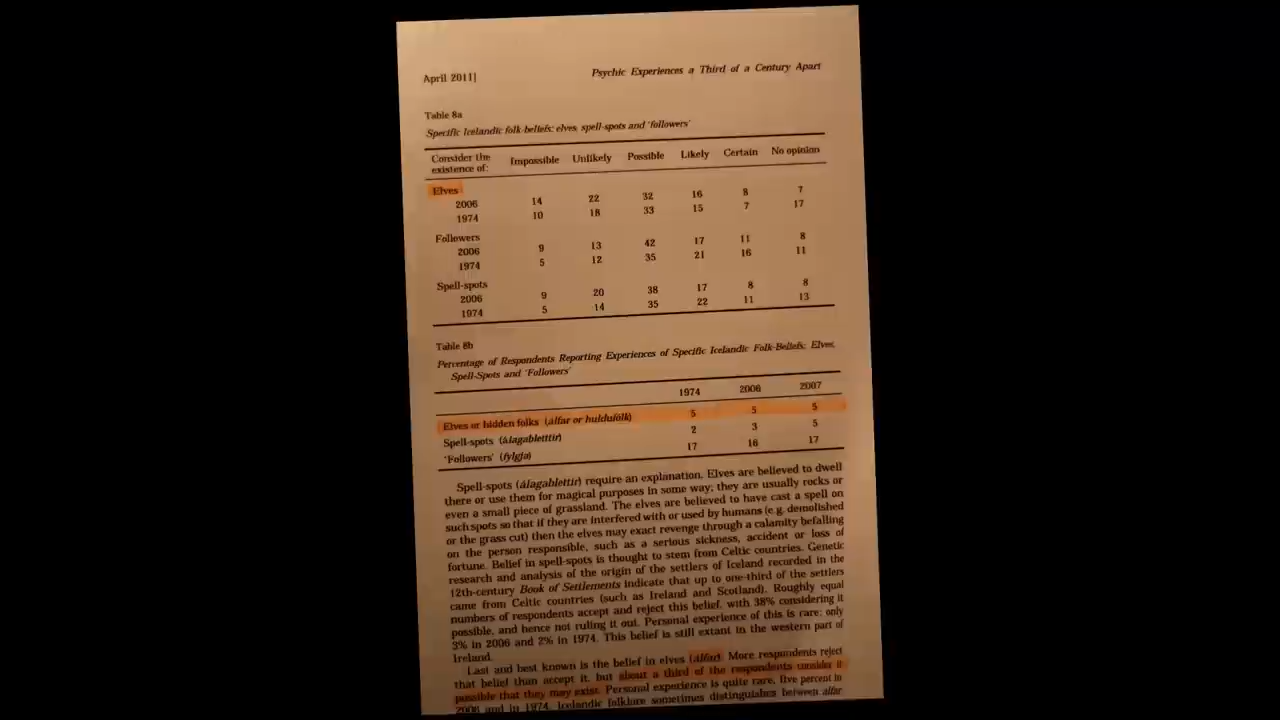 April 2011]
Psychic Experiences a Third of a Century Apart
Table 8a
Specific Icelandic folk-beliefs: elves, spell-spots and 'followers'
Consider the existence of: Impossible Unlikely Possible Likely Certain No opinion
Elves
2006 14 22 32 16 8 7
1974 10 18 33 15 7 17
Followers
2006 9 13 42 17 11 8
1974 5 12 35 21 16 11
Spell-spots
2006 9 20 38 17 8 8
1974 5 14 35 22 11 13
Table 8b
Percentage of Respondents Reporting Experiences of Specific Icelandic Folk-Beliefs: Elves,
Spell-Spots and 'Followers'
1974 2006 2007
Elves or hidden folks (álfar or huldufólk) 5 5 5
Spell-spots (álagablettir) 2 3 5
'Followers' (fylgja) 17 16 17
Spell-spots (álagablettir) require an explanation. Elves are believed to dwell
there or use them for magical purposes in some way; they are usually rocks or
even a small piece of grassland. The elves are believed to have cast a spell on
such spots so that if they are interfered with or used by humans (e.g. demolished
or the grass cut) then the elves may exact revenge through a calamity befalling
on the person responsible, such as a serious sickness, accident or loss of
fortune. Belief in spell-spots is thought to stem from Celtic countries. Genetic
research and analysis of the origin of the settlers of Iceland recorded in the
12th-century Book of Settlements indicate that up to one-third of the settlers
came from Celtic countries (such as Ireland and Scotland). Roughly equal
numbers of respondents accept and reject this belief, with 38% considering it
possible, and hence not ruling it out. Personal experience of this is rare: only
3% in 2006 and 2% in 1974. This belief is still extant in the western part of
Ireland.
Last and best known is the belief in elves (álfar). More respondents reject
that belief than accept it, but about a third of the respondents consider it
possible that they may exist. Personal experience is quite rare, five percent in
2006 and in 1974. Icelandic folklore sometimes distinguishes between álfar